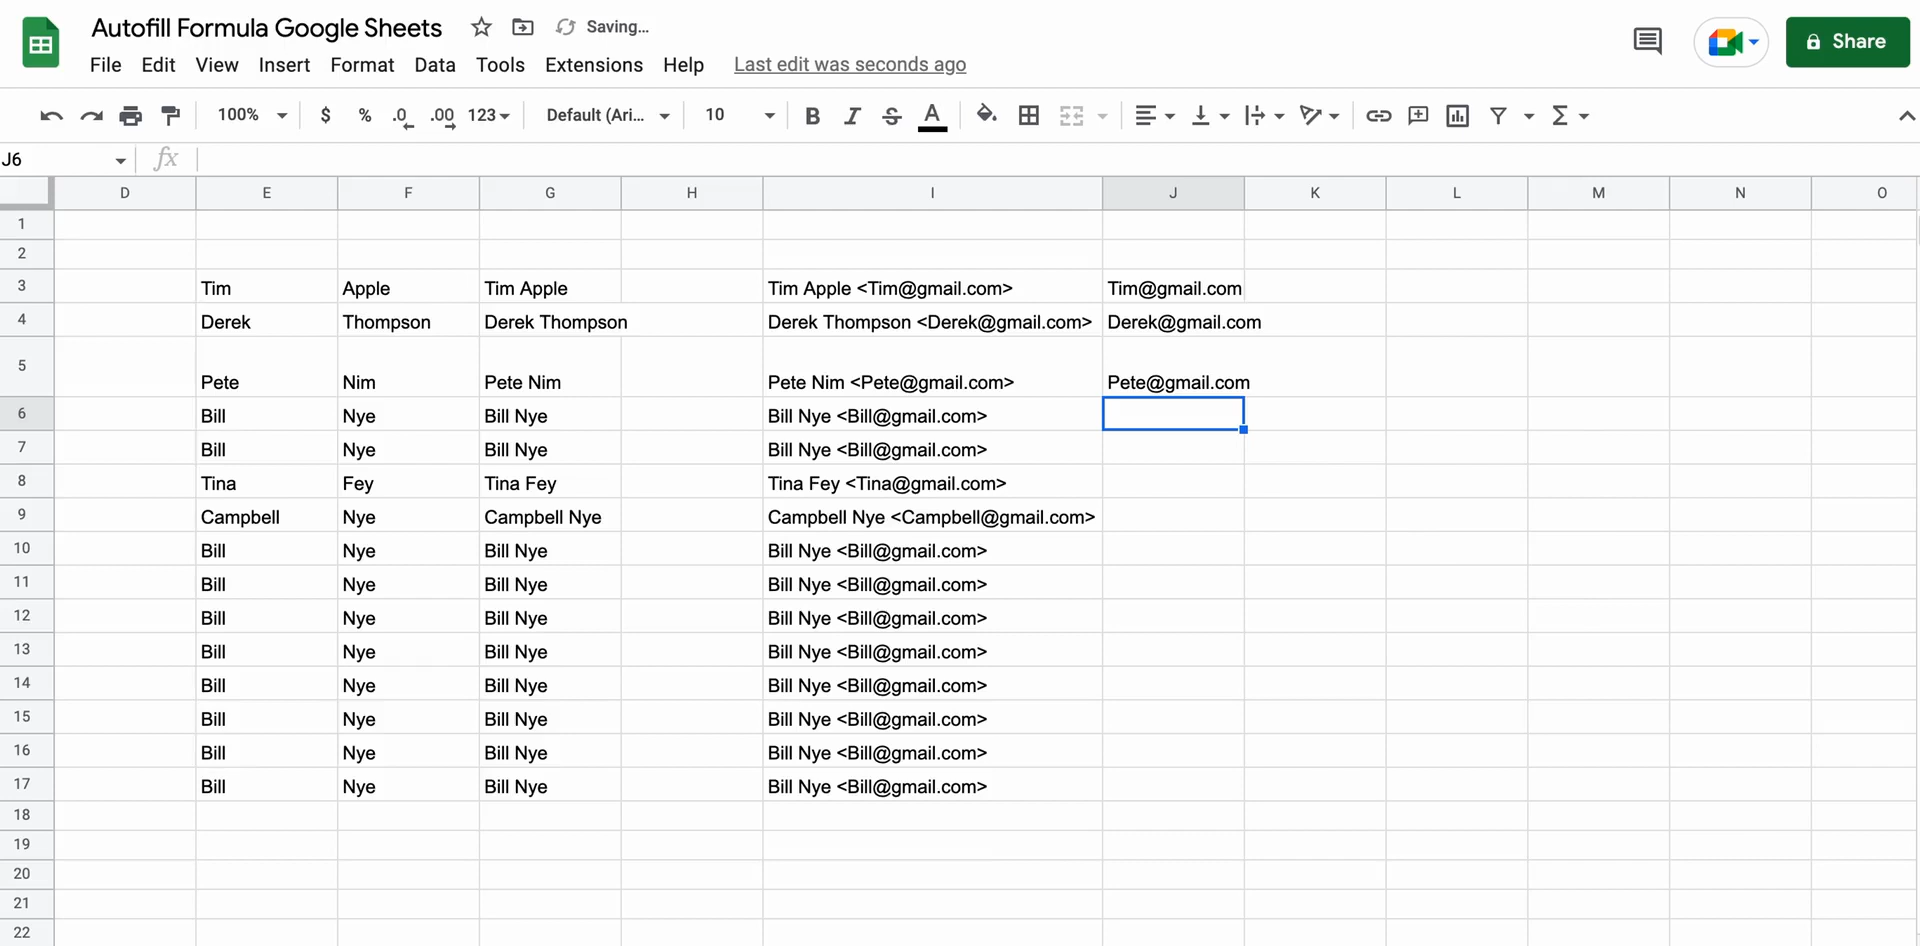 Autofill Formula Google Sheets Saving...
File Edit View Insert Format Data Tools Extensions Help Last edit was seconds ago
Share
100% $ % .0 .00 123 Default (Ari... 10 B I S A Σ
J6 fx
D E F G H I J K L M N O
1
2
3 Tim Apple Tim Apple Tim Apple <Tim@gmail.com> Tim@gmail.com
4 Derek Thompson Derek Thompson Derek Thompson <Derek@gmail.com> Derek@gmail.com
5 Pete Nim Pete Nim Pete Nim <Pete@gmail.com> Pete@gmail.com
6 Bill Nye Bill Nye Bill Nye <Bill@gmail.com>
7 Bill Nye Bill Nye Bill Nye <Bill@gmail.com>
8 Tina Fey Tina Fey Tina Fey <Tina@gmail.com>
9 Campbell Nye Campbell Nye Campbell Nye <Campbell@gmail.com>
10 Bill Nye Bill Nye Bill Nye <Bill@gmail.com>
11 Bill Nye Bill Nye Bill Nye <Bill@gmail.com>
12 Bill Nye Bill Nye Bill Nye <Bill@gmail.com>
13 Bill Nye Bill Nye Bill Nye <Bill@gmail.com>
14 Bill Nye Bill Nye Bill Nye <Bill@gmail.com>
15 Bill Nye Bill Nye Bill Nye <Bill@gmail.com>
16 Bill Nye Bill Nye Bill Nye <Bill@gmail.com>
17 Bill Nye Bill Nye Bill Nye <Bill@gmail.com>
18
19
20
21
22